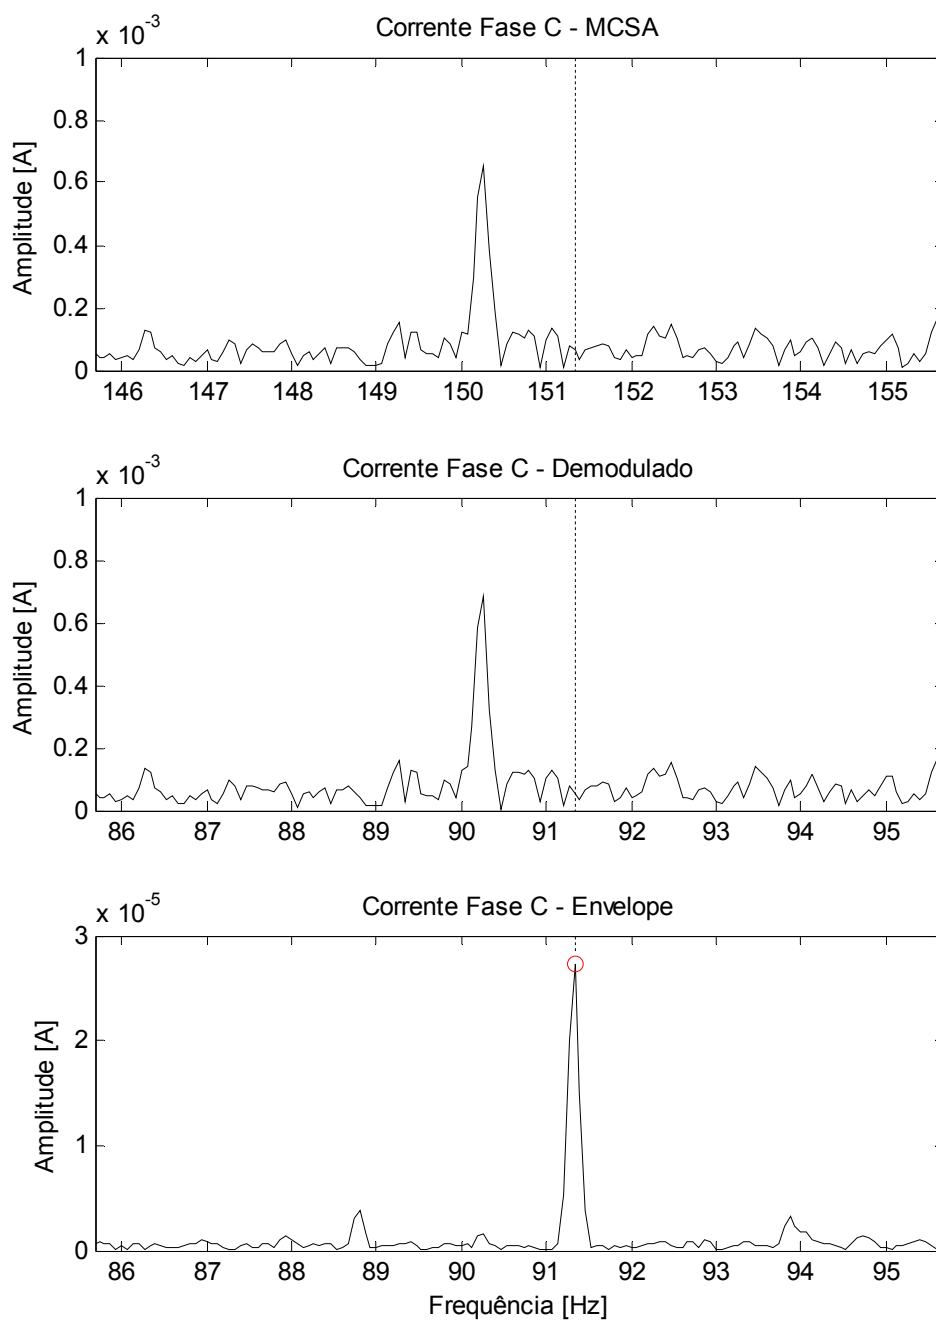 Corrente Fase C - MCSA
x 10^-3
1
0.8
0.6
0.4
0.2
0
Amplitude [A]
146 147 148 149 150 151 152 153 154 155
Corrente Fase C - Demodulado
x 10^-3
1
0.8
0.6
0.4
0.2
0
Amplitude [A]
86 87 88 89 90 91 92 93 94 95
Corrente Fase C - Envelope
x 10^-5
3
2
1
0
Amplitude [A]
86 87 88 89 90 91 92 93 94 95
Frequência [Hz]